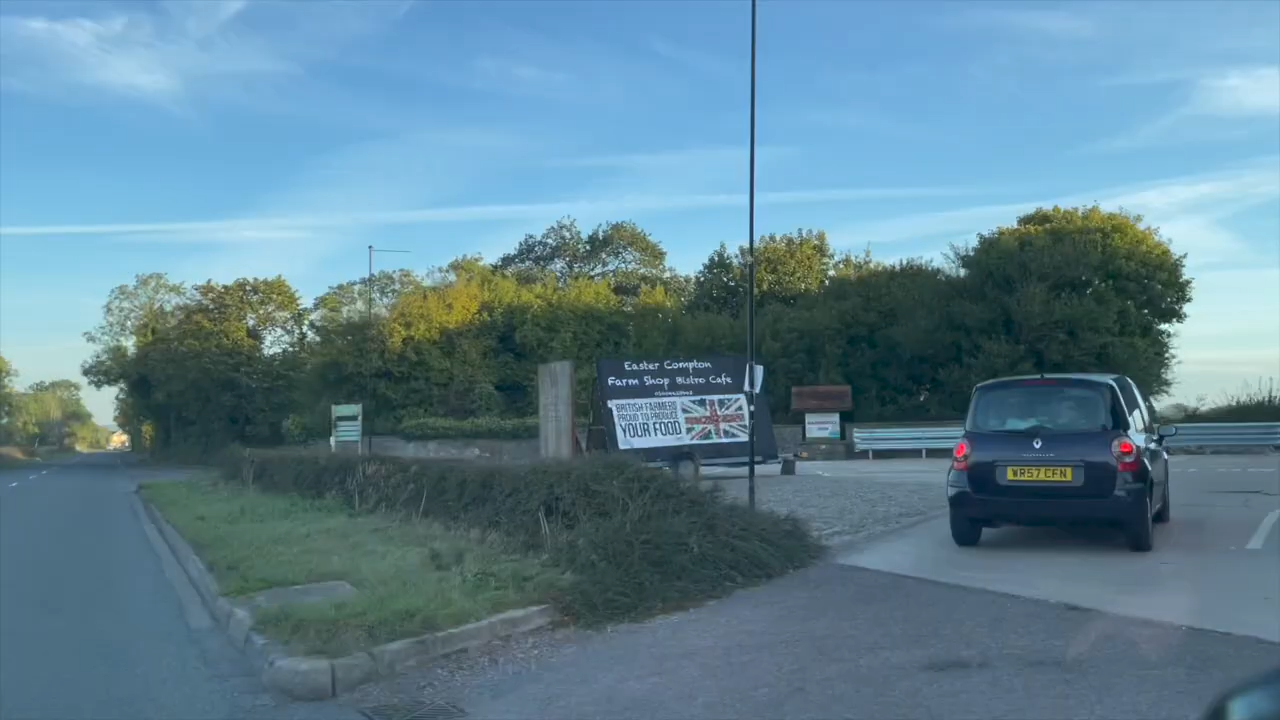 Easter Compton
Farm Shop Bistro Cafe
BRITISH FARMERS
PROUD TO PRODUCE
YOUR FOOD
WR57 CFN